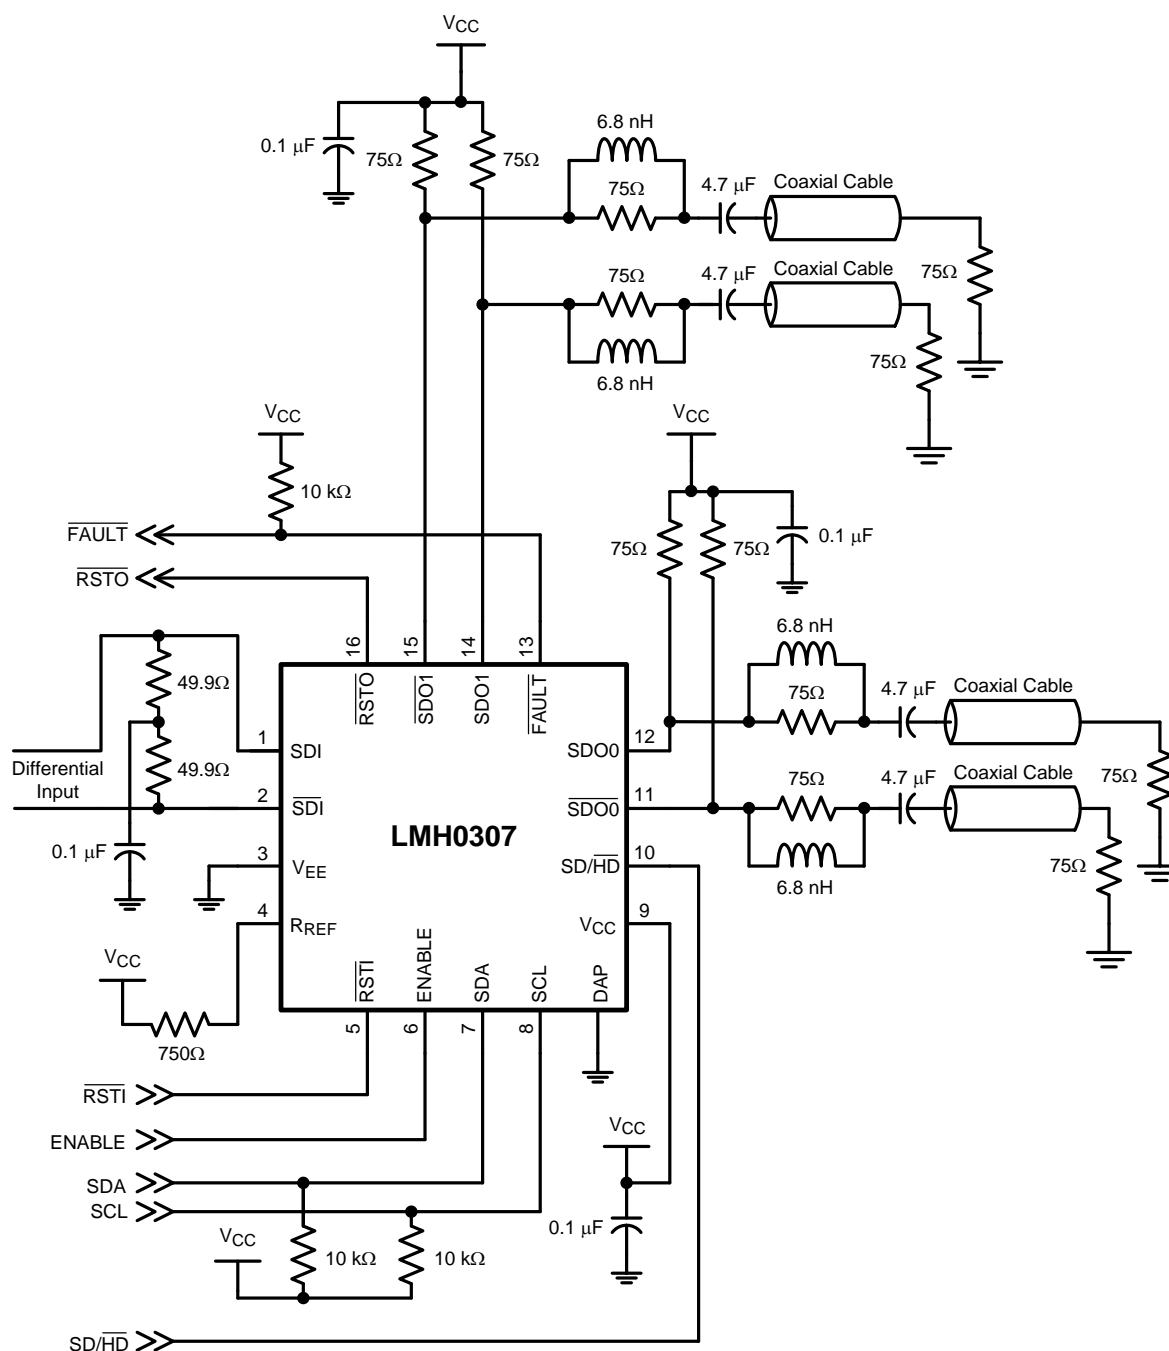 VCC
0.1 µF
75Ω
75Ω
6.8 nH
75Ω
4.7 µF
Coaxial Cable
75Ω
75Ω
4.7 µF
Coaxial Cable
6.8 nH
75Ω
VCC
10 kΩ
FAULT
RSTO
VCC
75Ω
75Ω
0.1 µF
16
15
14
13
RSTO
SDO1
SDO1
FAULT
49.9Ω
49.9Ω
Differential
Input
0.1 µF
1
SDI
2
SDI
3
VEE
4
RREF
LMH0307
12
SDO0
11
SDO0
10
SD/HD
9
VCC
6.8 nH
75Ω
4.7 µF
Coaxial Cable
75Ω
75Ω
4.7 µF
Coaxial Cable
6.8 nH
75Ω
RSTI
ENABLE
SDA
SCL
DAP
5
6
7
8
VCC
750Ω
RSTI
ENABLE
SDA
SCL
VCC
10 kΩ
10 kΩ
VCC
0.1 µF
SD/HD